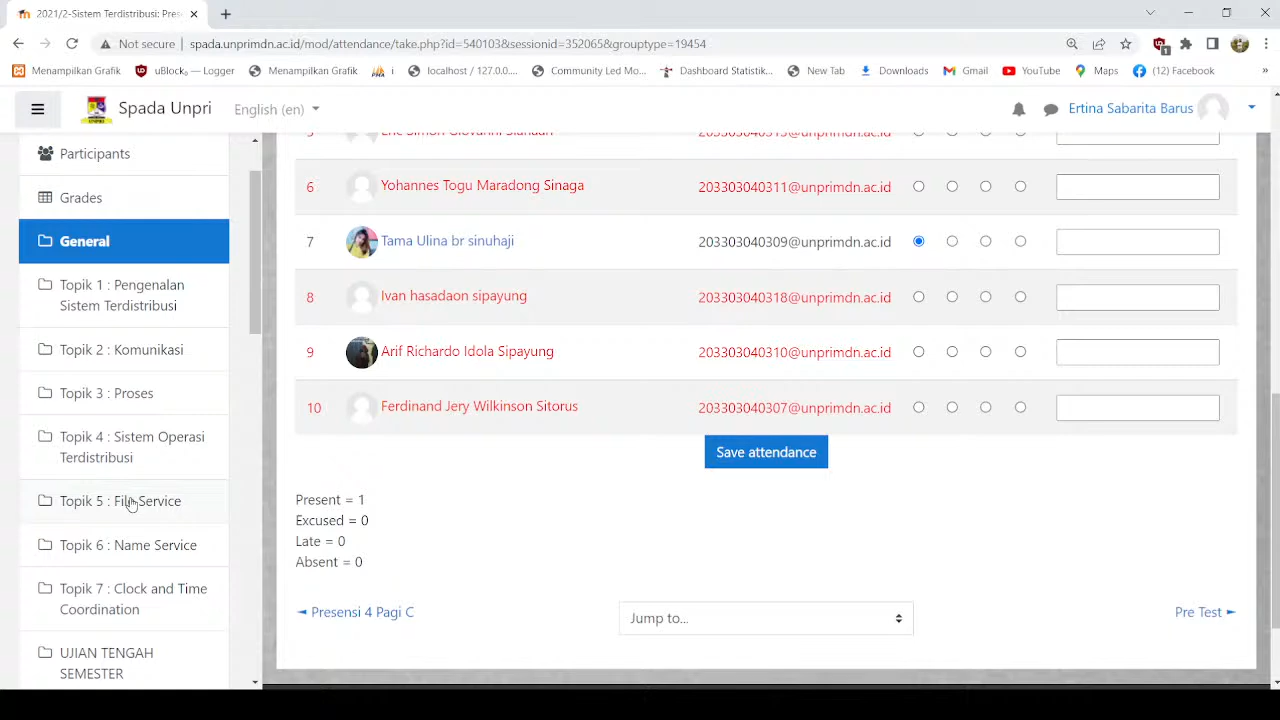 2021/2-Sistem Terdistribusi: Pres
Not secure | spada.unprimdn.ac.id/mod/attendance/take.php?id=540103&sessionid=352065&grouptype=19454
Menampilkan Grafik uBlock₀ — Logger Menampilkan Grafik i localhost / 127.0.0.... Community Led Mo... Dashboard Statistik... New Tab Downloads Gmail YouTube Maps (12) Facebook »
Spada Unpri English (en) Ertina Sabarita Barus
Participants
Grades
General
Topik 1 : Pengenalan
Sistem Terdistribusi
Topik 2 : Komunikasi
Topik 3 : Proses
Topik 4 : Sistem Operasi
Terdistribusi
Topik 5 : File Service
Topik 6 : Name Service
Topik 7 : Clock and Time
Coordination
UJIAN TENGAH
SEMESTER
6 Yohannes Togu Maradong Sinaga 203303040311@unprimdn.ac.id
7 Tama Ulina br sinuhaji 203303040309@unprimdn.ac.id
8 Ivan hasadaon sipayung 203303040318@unprimdn.ac.id
9 Arif Richardo Idola Sipayung 203303040310@unprimdn.ac.id
10 Ferdinand Jery Wilkinson Sitorus 203303040307@unprimdn.ac.id
Save attendance
Present = 1
Excused = 0
Late = 0
Absent = 0
◄ Presensi 4 Pagi C
Jump to...
Pre Test ►